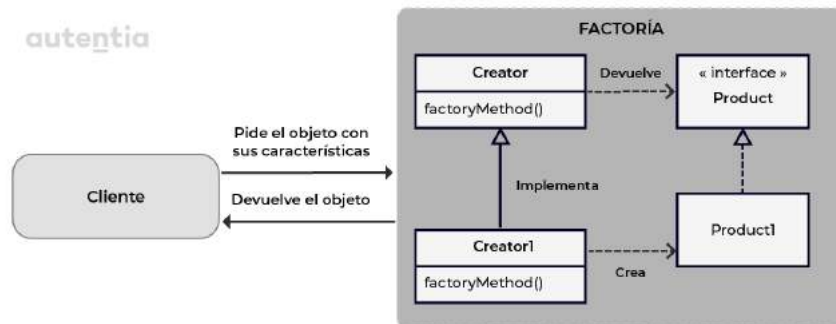 autentia
FACTORÍA
Creator
factoryMethod()
Devuelve
« interface »
Product
Pide el objeto con
sus características
Cliente
Devuelve el objeto
Implementa
Creator1
factoryMethod()
Crea
Product1